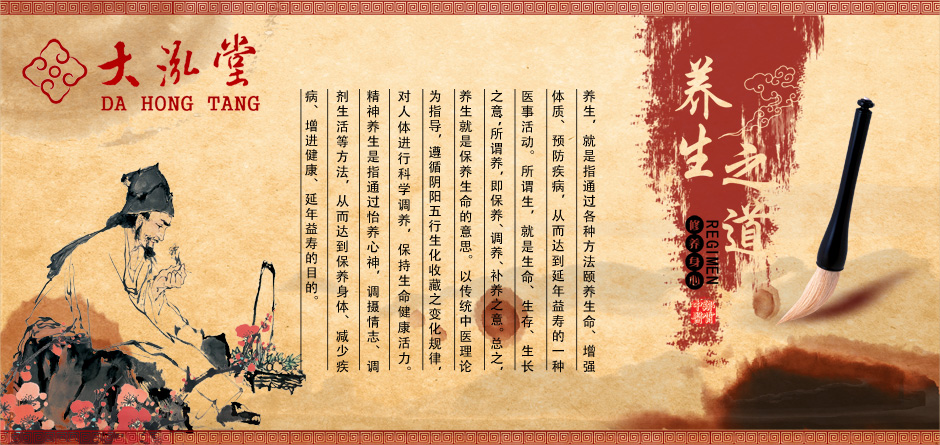 大泓堂
DA HONG TANG
养生之道
REGIMEN
修养身心
养生，就是指通过各种方法颐养生命、增强
体质、预防疾病，从而达到延年益寿的一种
医事活动。所谓生，就是生命、生存、生长
之意,所谓养，即保养、调养、补养之意。总之,
养生就是保养生命的意思。以传统中医理论
为指导，遵循阴阳五行生化收藏之变化规律,
对人体进行科学调养，保持生命健康活力。
精神养生是指通过怡养心神，调摄情志、调
剂生活等方法，从而达到保养身体、减少疾
病、增进健康、延年益寿的目的。